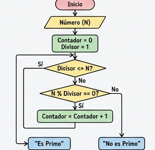 Inicio
Número (N)
Contador = 0
Divisor = 1
Divisor <= N?
Sí
No
N % Divisor == 0?
Sí
No
Contador = Contador + 1
"Es Primo"
"No es Primo"